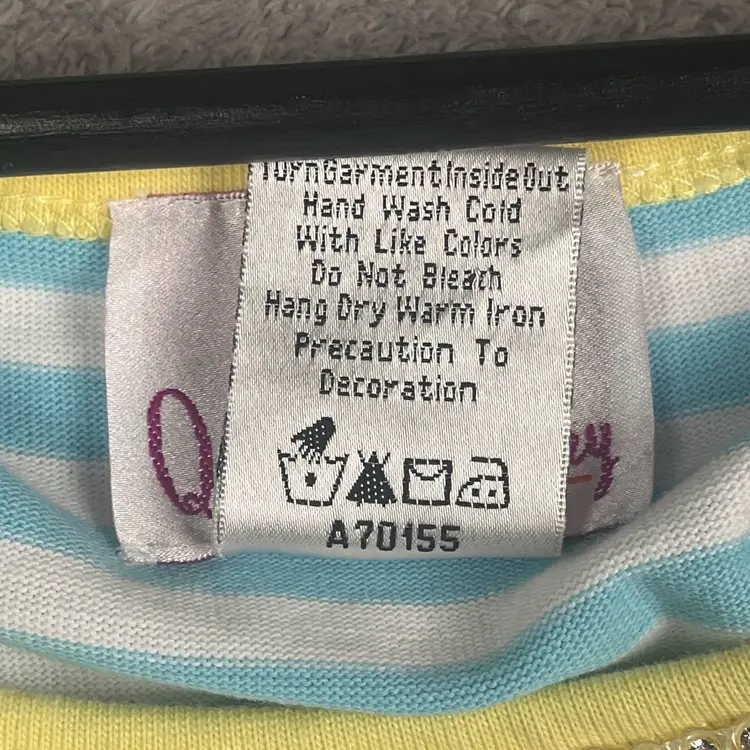 TurnGarmentInsideOut
Hand Wash Cold
With Like Colors
Do Not Bleach
Hang Dry Warm Iron
Precaution To
Decoration
A70155